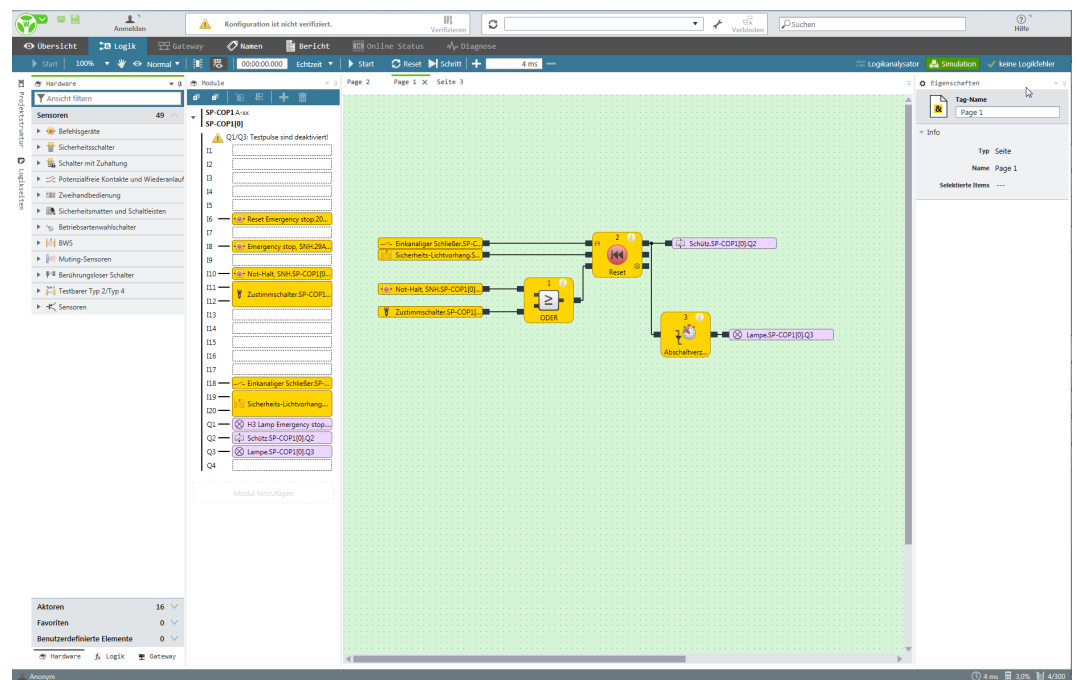 Anmelden
Konfiguration ist nicht verifiziert.
Verifizieren
Verbinden
Suchen
Hilfe
Übersicht
Logik
Gateway
Namen
Bericht
Online Status
Diagnose
Start
100%
Normal
00:00:00.000
Echtzeit
Start
Reset
Schritt
4 ms
Logikanalysator
Simulation
keine Logikfehler
Projektstruktur
Logikseiten
Hardware
Ansicht filtern
Sensoren 49
Befehlsgeräte
Sicherheitsschalter
Schalter mit Zuhaltung
Potenzialfreie Kontakte und Wiederanlauf
Zweihandbedienung
Sicherheitsmatten und Schaltleisten
Betriebsartenwahlschalter
BWS
Muting-Sensoren
Berührungsloser Schalter
Testbarer Typ 2/Typ 4
Sensoren
Aktoren 16
Favoriten 0
Benutzerdefinierte Elemente 0
Hardware
Logik
Gateway
Module
SP-COP1 A-xx
SP-COP1[0]
Q1/Q3: Testpulse sind deaktiviert!
I1
I2
I3
I4
I5
I6 Reset Emergency stop.20...
I7
I8 Emergency stop, SNH.29A...
I9
I10 Not-Halt, SNH.SP-COP1[0...
I11
Zustimmschalter.SP-COP1...
I12
I13
I14
I15
I16
I17
I18 Einkanaliger Schließer.SP-...
I19
Sicherheits-Lichtvorhang....
I20
Q1 H3 Lamp Emergency stop...
Q2 Schütz.SP-COP1[0].Q2
Q3 Lampe.SP-COP1[0].Q3
Q4
Modul hinzufügen
Page 2
Page 1
Seite 3
Einkanaliger Schließer.SP-C...
Sicherheits-Lichtvorhang.S...
2
Reset
Schütz.SP-COP1[0].Q2
Not-Halt, SNH.SP-COP1[0]...
Zustimmschalter.SP-COP1[...
1
≥
ODER
3
Abschaltverz...
Lampe.SP-COP1[0].Q3
Eigenschaften
Tag-Name
Page 1
Info
Typ Seite
Name Page 1
Selektierte Items ---
Anonym
4 ms
3,0%
4/300